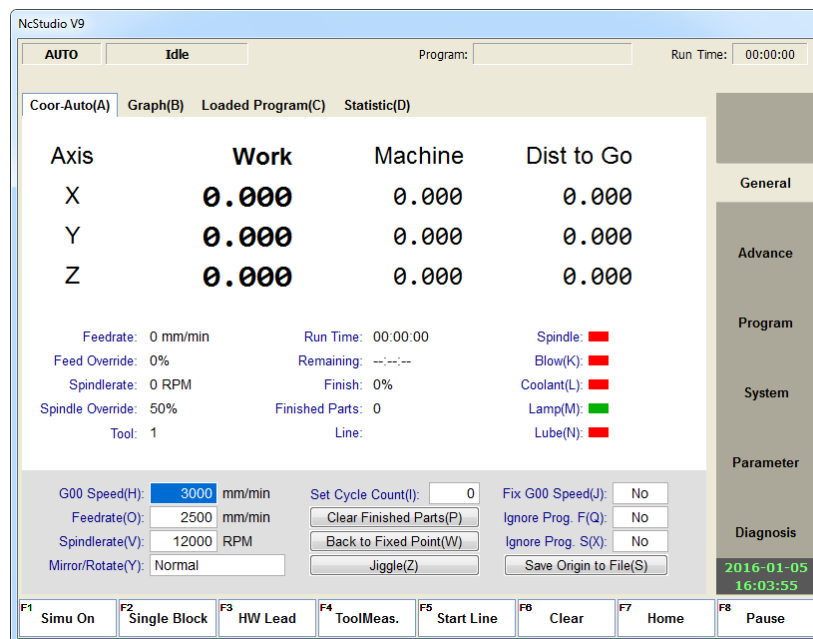 NcStudio V9
AUTO Idle Program: Run Time: 00:00:00
Coor-Auto(A) Graph(B) Loaded Program(C) Statistic(D)
Axis Work Machine Dist to Go
X 0.000 0.000 0.000
Y 0.000 0.000 0.000
Z 0.000 0.000 0.000
General
Advance
Program
System
Parameter
Diagnosis
Feedrate: 0 mm/min Run Time: 00:00:00 Spindle:
Feed Override: 0% Remaining: --:--:-- Blow(K):
Spindlerate: 0 RPM Finish: 0% Coolant(L):
Spindle Override: 50% Finished Parts: 0 Lamp(M):
Tool: 1 Line: Lube(N):
G00 Speed(H): 3000 mm/min Set Cycle Count(I): 0 Fix G00 Speed(J): No
Feedrate(O): 2500 mm/min Clear Finished Parts(P) Ignore Prog. F(Q): No
Spindlerate(V): 12000 RPM Back to Fixed Point(W) Ignore Prog. S(X): No
Mirror/Rotate(Y): Normal Jiggle(Z) Save Origin to File(S)
2016-01-05
16:03:55
F1 Simu On F2 Single Block F3 HW Lead F4 ToolMeas. F5 Start Line F6 Clear F7 Home F8 Pause